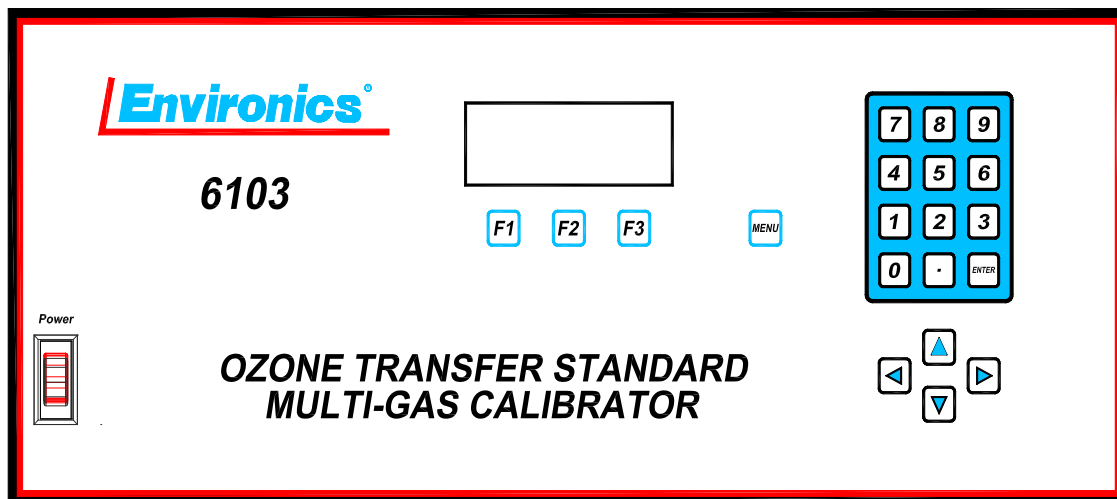 Environics®
6103
F1 F2 F3 MENU
7 8 9
4 5 6
1 2 3
0 . ENTER
Power
OZONE TRANSFER STANDARD
MULTI-GAS CALIBRATOR